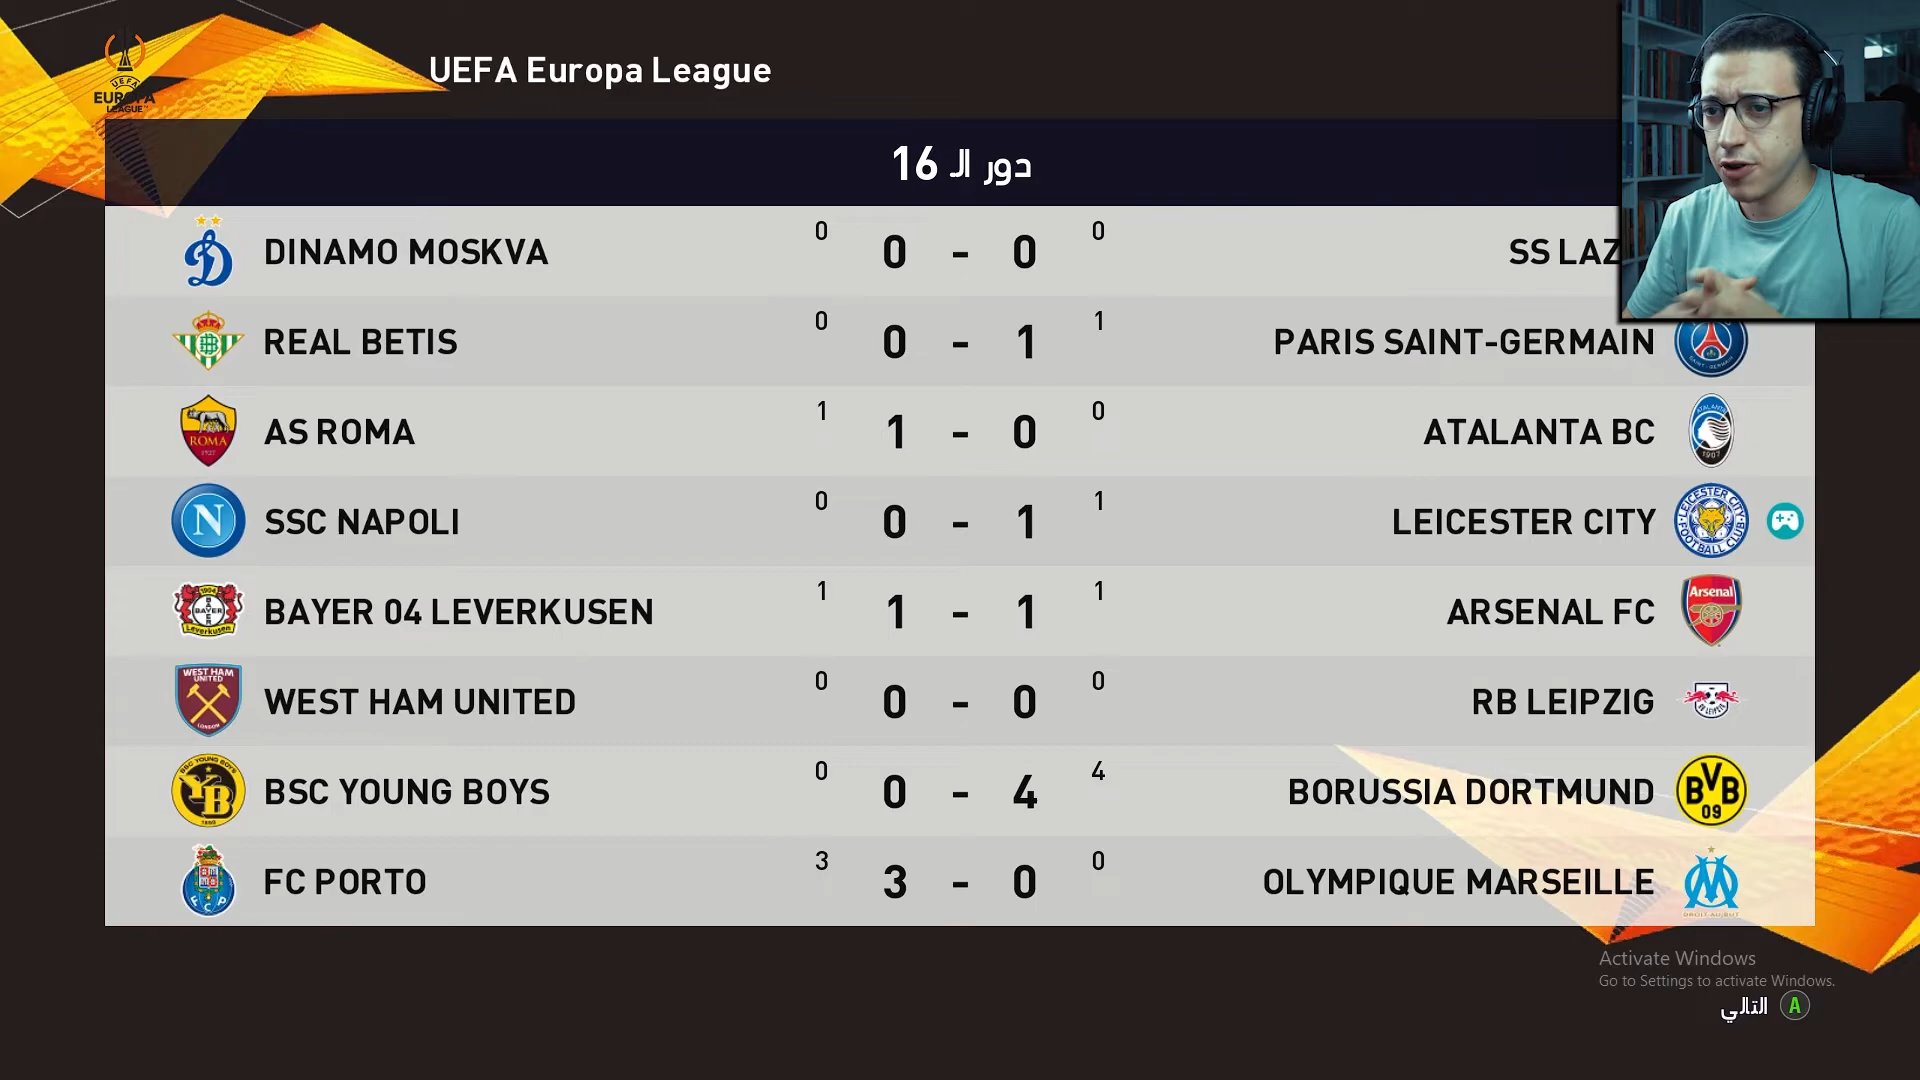 UEFA
EUROPA
LEAGUE
UEFA Europa League
دور الـ 16
DINAMO MOSKVA 0 0 - 0 0 SS LAZ
REAL BETIS 0 0 - 1 1 PARIS SAINT-GERMAIN
AS ROMA 1 1 - 0 0 ATALANTA BC
SSC NAPOLI 0 0 - 1 1 LEICESTER CITY
BAYER 04 LEVERKUSEN 1 1 - 1 1 ARSENAL FC
WEST HAM UNITED 0 0 - 0 0 RB LEIPZIG
BSC YOUNG BOYS 0 0 - 4 4 BORUSSIA DORTMUND
FC PORTO 3 3 - 0 0 OLYMPIQUE MARSEILLE
Activate Windows
Go to Settings to activate Windows.
التالي A